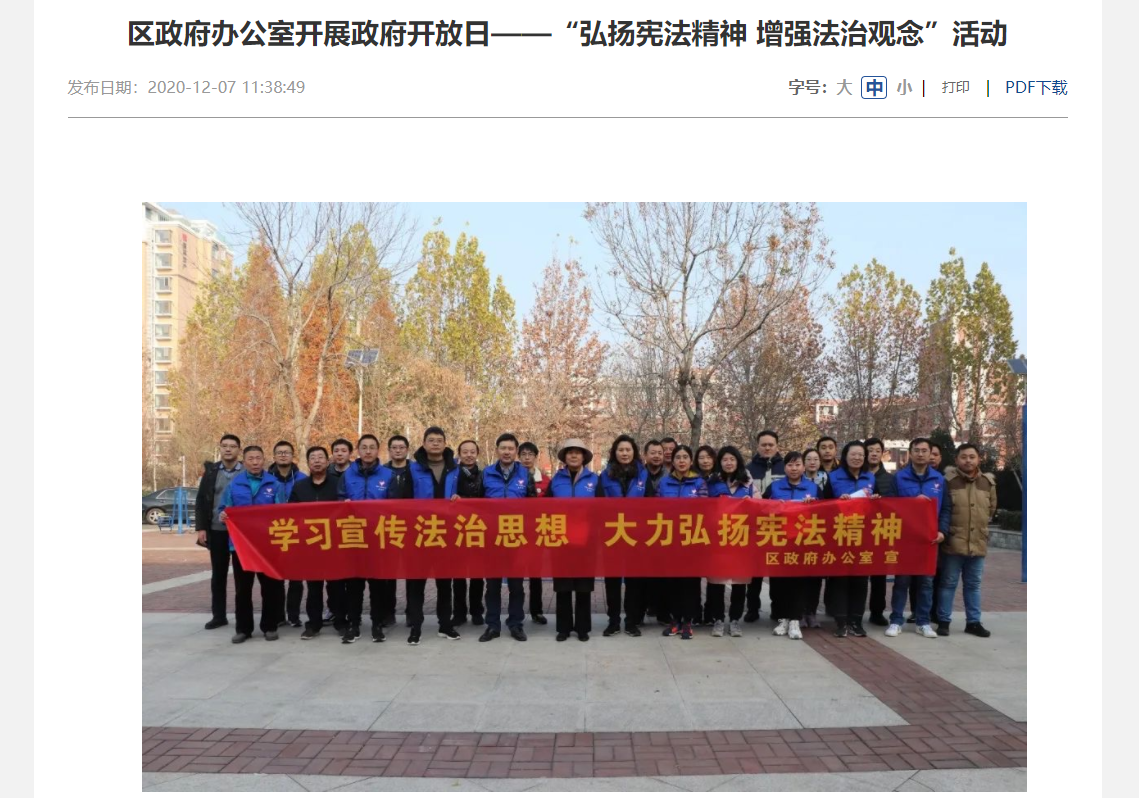 区政府办公室开展政府开放日——“弘扬宪法精神 增强法治观念”活动
发布日期：2020-12-07 11:38:49
字号：大 中 小 | 打印 | PDF下载
学习宣传法治思想 大力弘扬宪法精神
区政府办公室 宣